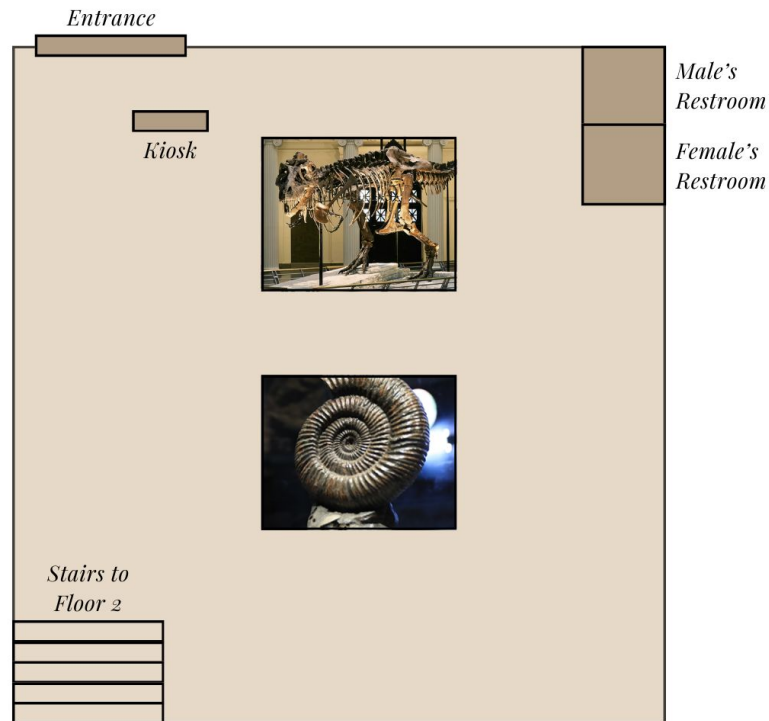 Entrance
Male's
Restroom
Kiosk
Female's
Restroom
Stairs to
Floor 2